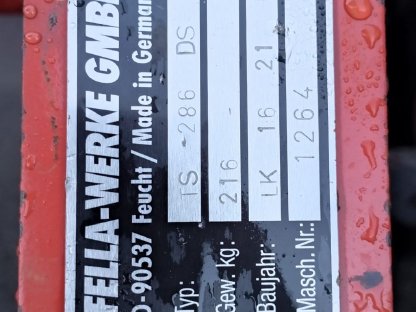 FELLA-WERKE GMB
D-90537 Feucht / Made in German
Typ: TS 286 DS
Gew. kg: 216
Baujahr: LK 16 21
Masch. Nr.: 1264